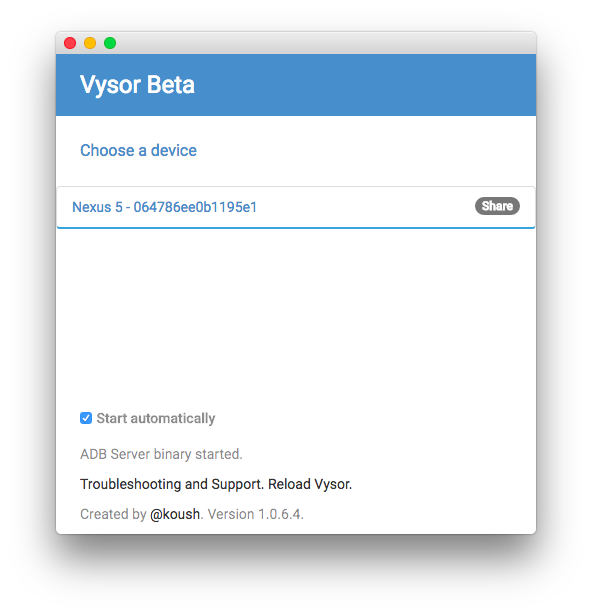 Vysor Beta
Choose a device
Nexus 5 - 064786ee0b1195e1 Share
Start automatically
ADB Server binary started.
Troubleshooting and Support. Reload Vysor.
Created by @koush. Version 1.0.6.4.